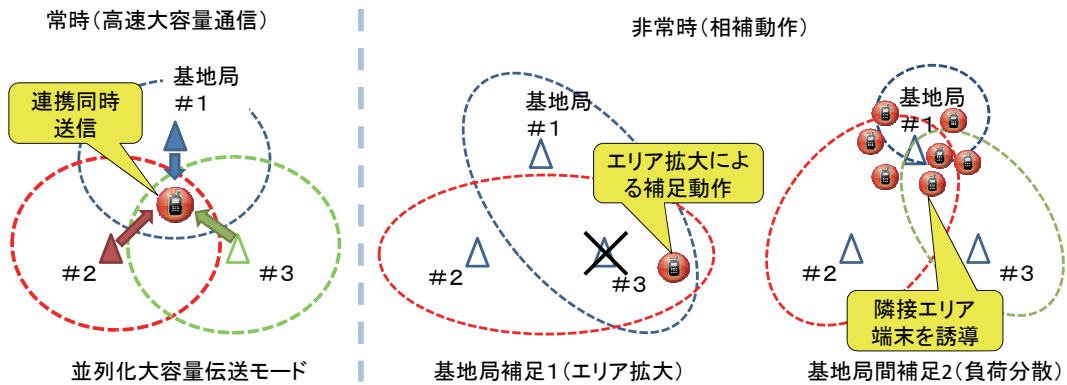 常時(高速大容量通信)
基地局
#1
連携同時
送信
#2
#3
並列化大容量伝送モード
非常時(相補動作)
基地局
#1
エリア拡大によ
る補足動作
#2
#3
基地局補足1(エリア拡大)
基地局
#1
#2
#3
隣接エリア
端末を誘導
基地局間補足2(負荷分散)